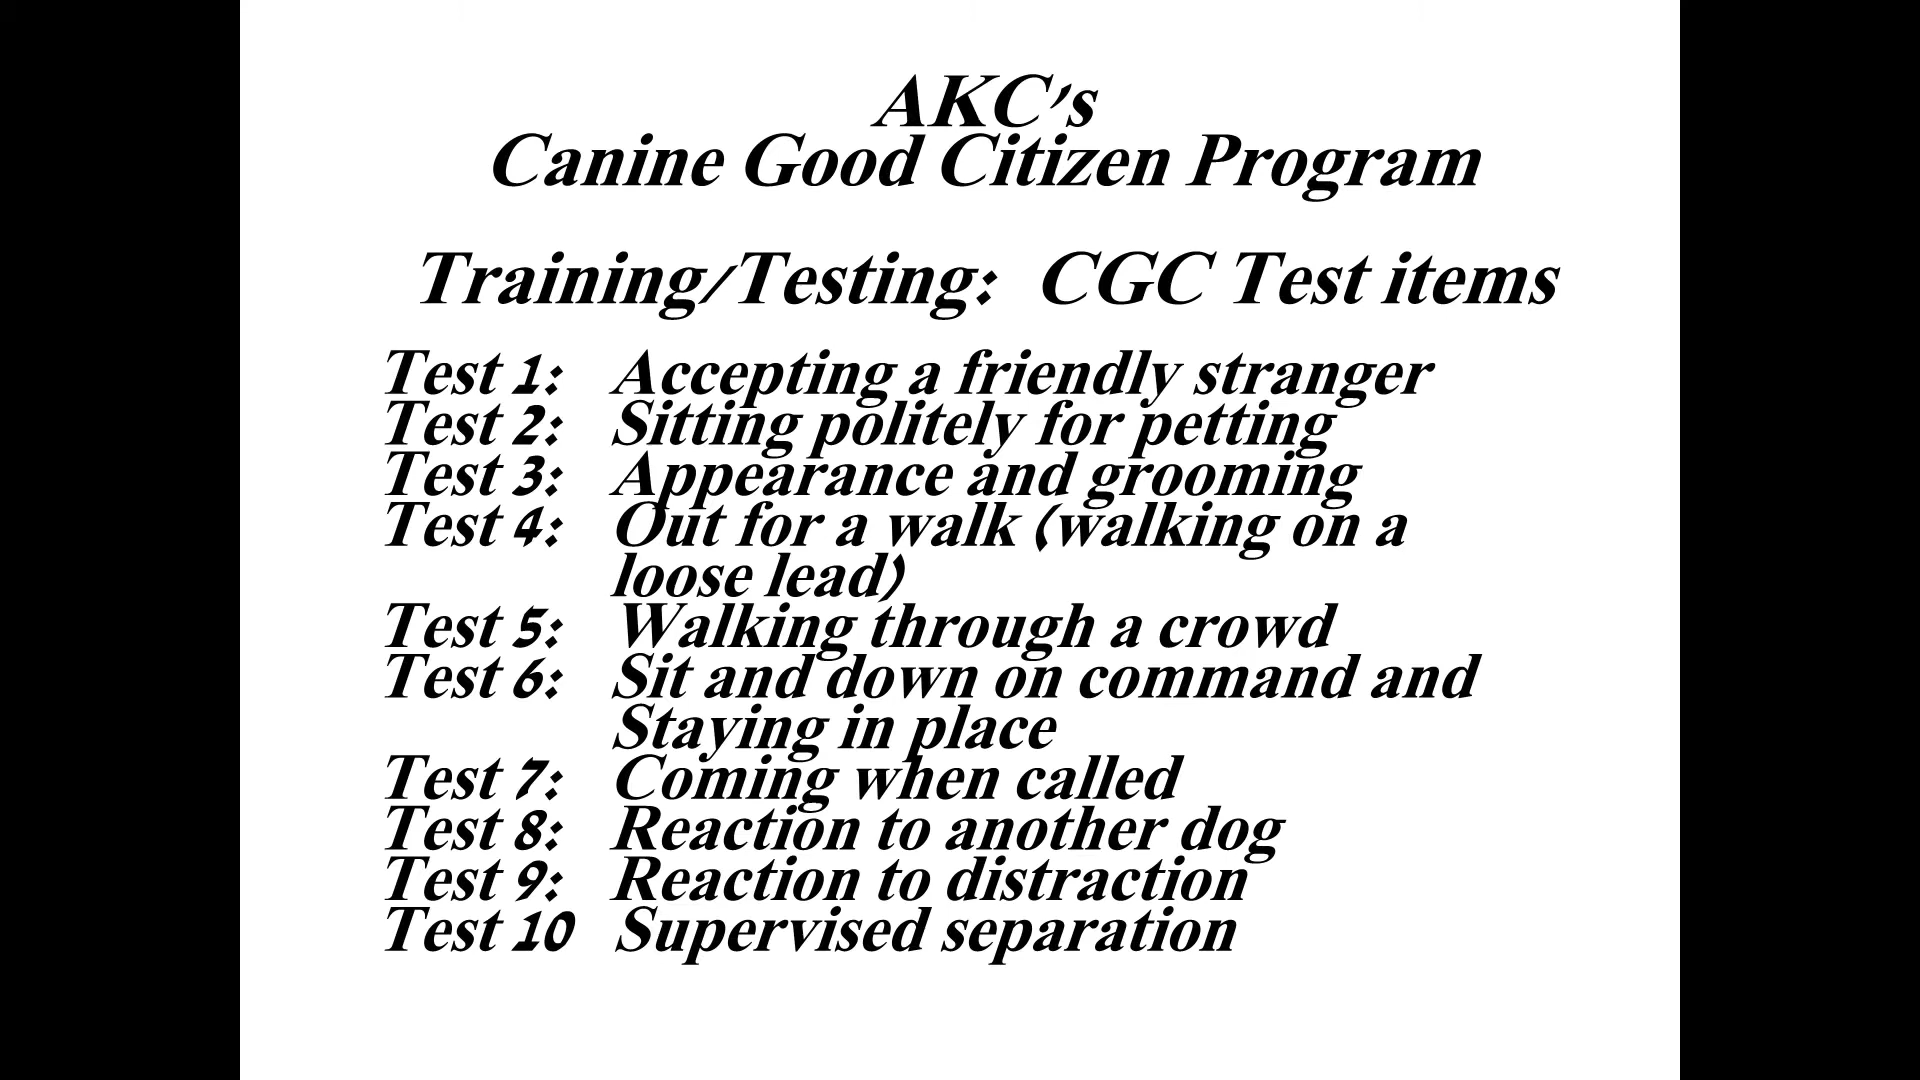 AKC's
Canine Good Citizen Program
Training/Testing: CGC Test items
Test 1: Accepting a friendly stranger
Test 2: Sitting politely for petting
Test 3: Appearance and grooming
Test 4: Out for a walk (walking on a
loose lead)
Test 5: Walking through a crowd
Test 6: Sit and down on command and
Staying in place
Test 7: Coming when called
Test 8: Reaction to another dog
Test 9: Reaction to distraction
Test 10 Supervised separation